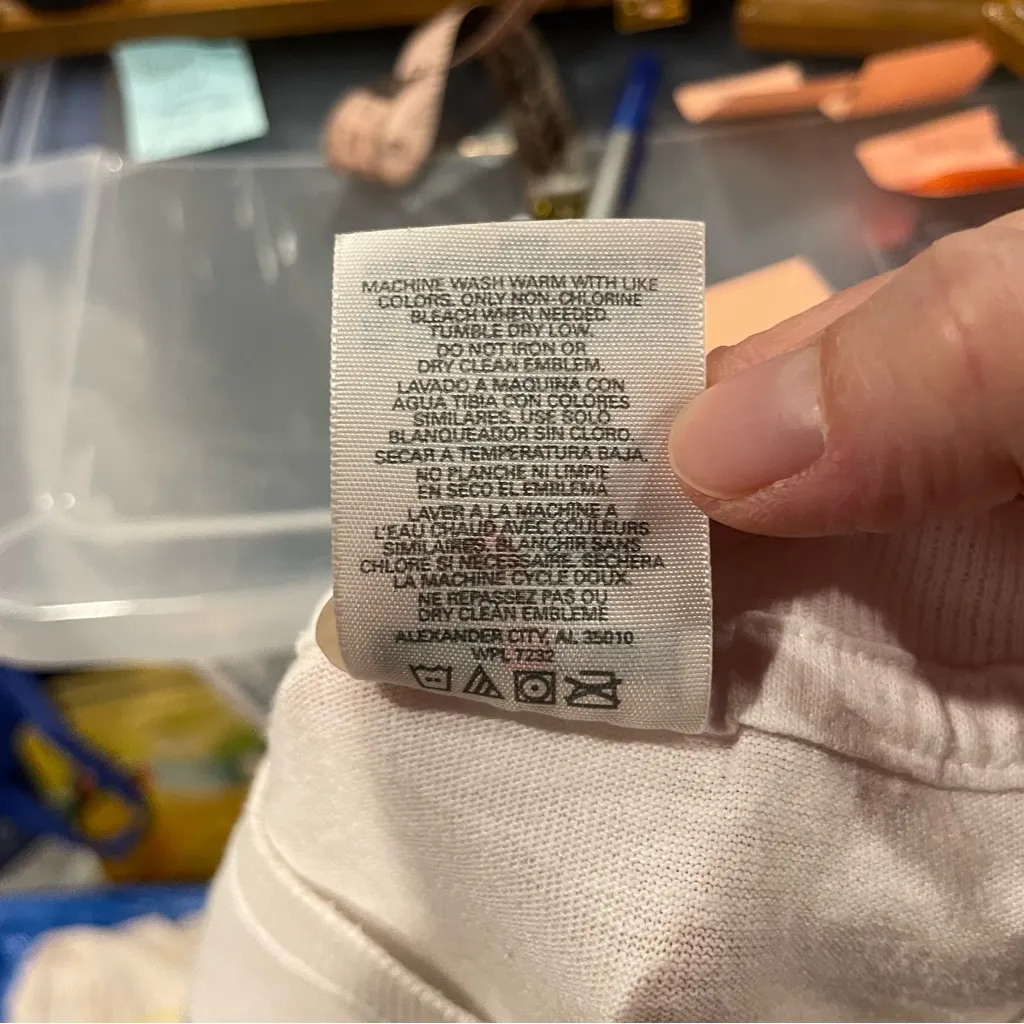 MACHINE WASH WARM WITH LIKE
COLORS. ONLY NON-CHLORINE
BLEACH WHEN NEEDED.
TUMBLE DRY LOW.
DO NOT IRON OR
DRY CLEAN EMBLEM.
LAVADO A MAQUINA CON
AGUA TIBIA CON COLORES
SIMILARES. USE SOLO
BLANQUEADOR SIN CLORO.
SECAR A TEMPERATURA BAJA.
NO PLANCHE NI LIMPIE
EN SECO EL EMBLEMA
LAVER A LA MACHINE A
L'EAU CHAUD AVEC COULEURS
SIMILAIRES. BLANCHIR SANS
CHLORE SI NECESSAIRE. SECHERA
LA MACHINE CYCLE DOUX.
NE REPASSEZ PAS OU
DRY CLEAN EMBLEME
ALEXANDER CITY, AL 35010
WPL 7232